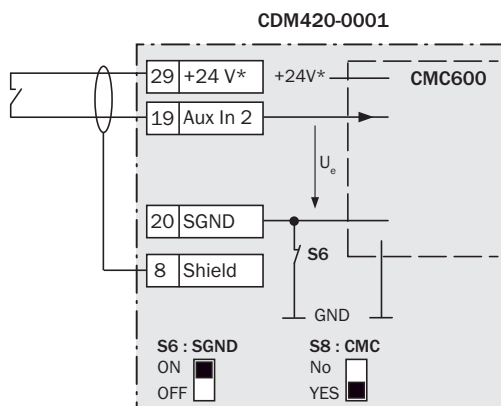 CDM420-0001
29 +24 V* +24V* CMC600
19 Aux In 2
Ue
20 SGND
S6
8 Shield
GND
S6 : SGND S8 : CMC
ON No
OFF YES